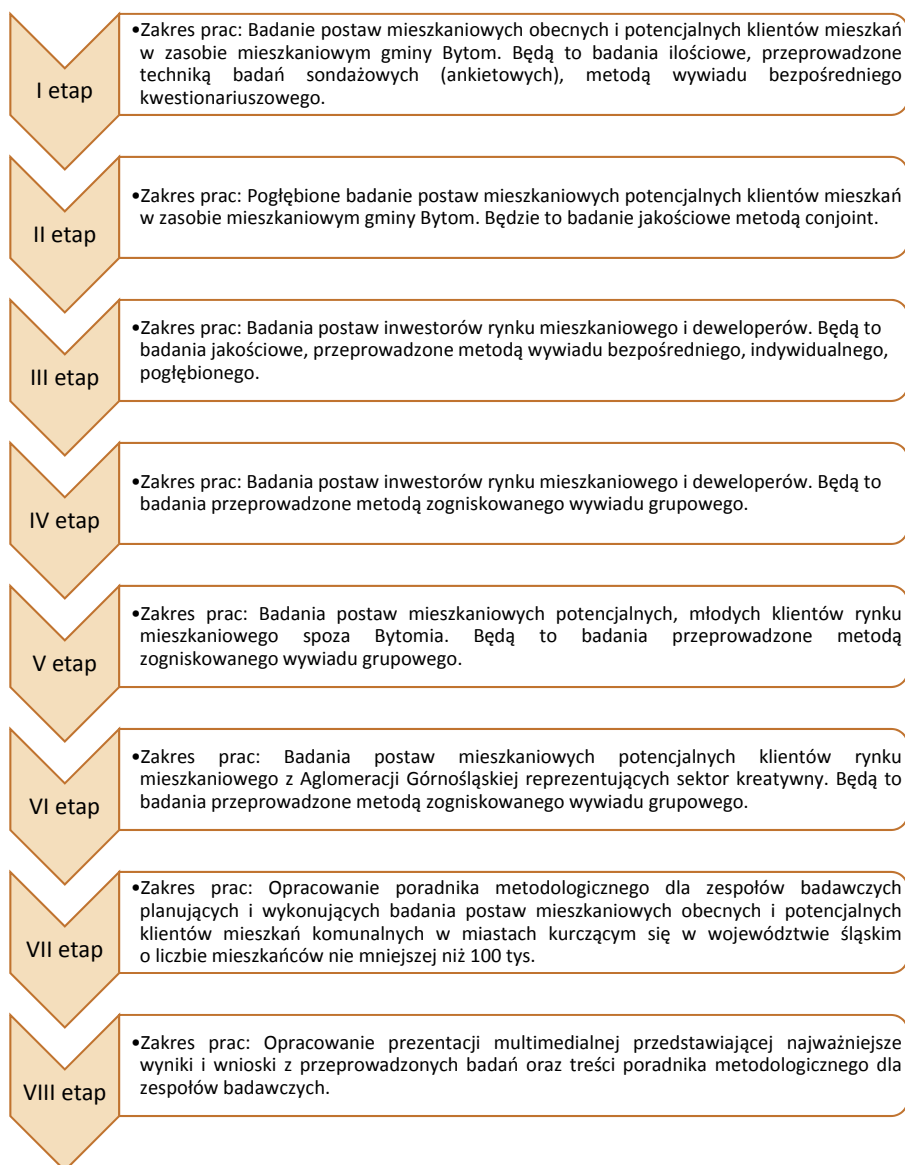 •Zakres prac: Badanie postaw mieszkaniowych obecnych i potencjalnych klientów mieszkań
w zasobie mieszkaniowym gminy Bytom. Będą to badania ilościowe, przeprowadzone
techniką badań sondażowych (ankietowych), metodą wywiadu bezpośredniego
kwestionariuszowego.
I etap
•Zakres prac: Pogłębione badanie postaw mieszkaniowych potencjalnych klientów mieszkań
w zasobie mieszkaniowym gminy Bytom. Będzie to badanie jakościowe metodą conjoint.
II etap
•Zakres prac: Badania postaw inwestorów rynku mieszkaniowego i deweloperów. Będą to
badania jakościowe, przeprowadzone metodą wywiadu bezpośredniego, indywidualnego,
pogłębionego.
III etap
•Zakres prac: Badania postaw inwestorów rynku mieszkaniowego i deweloperów. Będą to
badania przeprowadzone metodą zogniskowanego wywiadu grupowego.
IV etap
•Zakres prac: Badania postaw mieszkaniowych potencjalnych, młodych klientów rynku
mieszkaniowego spoza Bytomia. Będą to badania przeprowadzone metodą
zogniskowanego wywiadu grupowego.
V etap
•Zakres prac: Badania postaw mieszkaniowych potencjalnych klientów rynku
mieszkaniowego z Aglomeracji Górnośląskiej reprezentujących sektor kreatywny. Będą to
badania przeprowadzone metodą zogniskowanego wywiadu grupowego.
VI etap
•Zakres prac: Opracowanie poradnika metodologicznego dla zespołów badawczych
planujących i wykonujących badania postaw mieszkaniowych obecnych i potencjalnych
klientów mieszkań komunalnych w miastach kurczącym się w województwie śląskim
o liczbie mieszkańców nie mniejszej niż 100 tys.
VII etap
•Zakres prac: Opracowanie prezentacji multimedialnej przedstawiającej najważniejsze
wyniki i wnioski z przeprowadzonych badań oraz treści poradnika metodologicznego dla
zespołów badawczych.
VIII etap